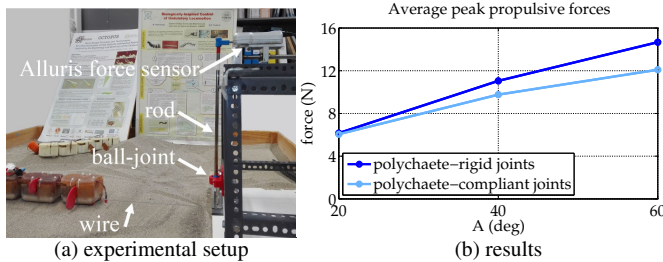 Alluris force sensor
rod
ball-joint
wire
(a) experimental setup
Average peak propulsive forces
16
12
8
4
0
force (N)
polychaete-rigid joints
polychaete-compliant joints
20
40
60
A (deg)
(b) results